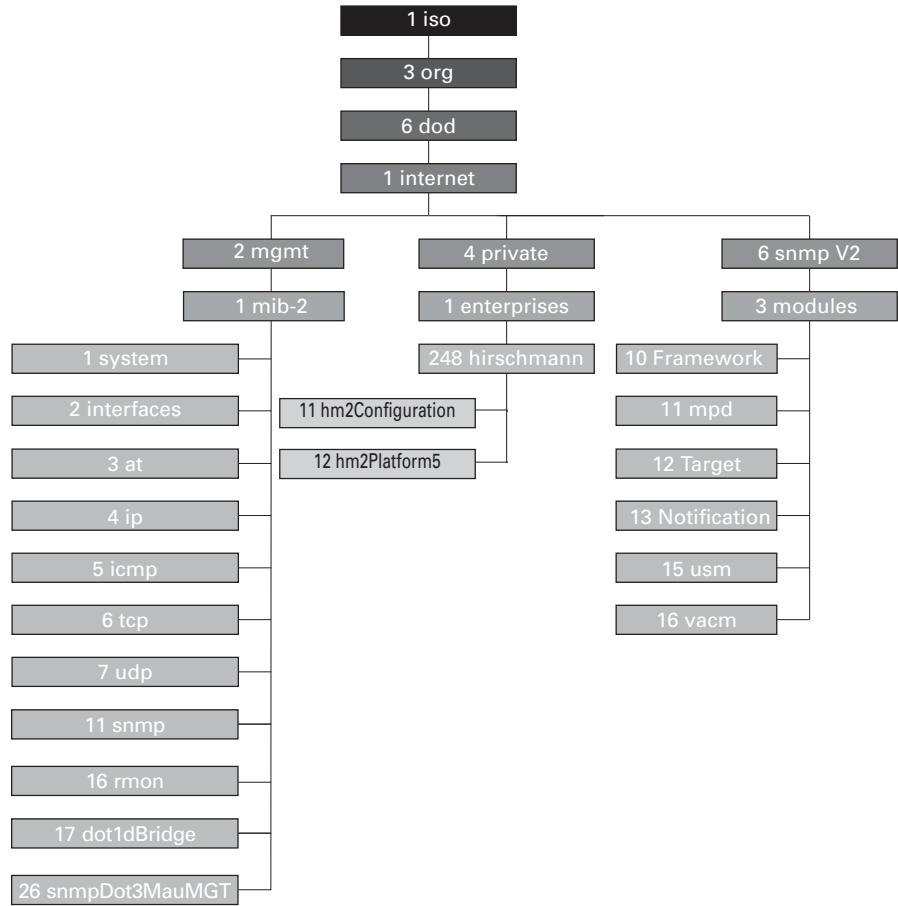 1 iso
3 org
6 dod
1 internet
2 mgmt
4 private
6 snmp V2
1 mib-2
1 enterprises
3 modules
1 system
248 hirschmann
10 Framework
2 interfaces
11 hm2Configuration
11 mpd
3 at
12 hm2Platform5
12 Target
4 ip
13 Notification
5 icmp
15 usm
6 tcp
16 vacm
7 udp
11 snmp
16 rmon
17 dot1dBridge
26 snmpDot3MauMGT